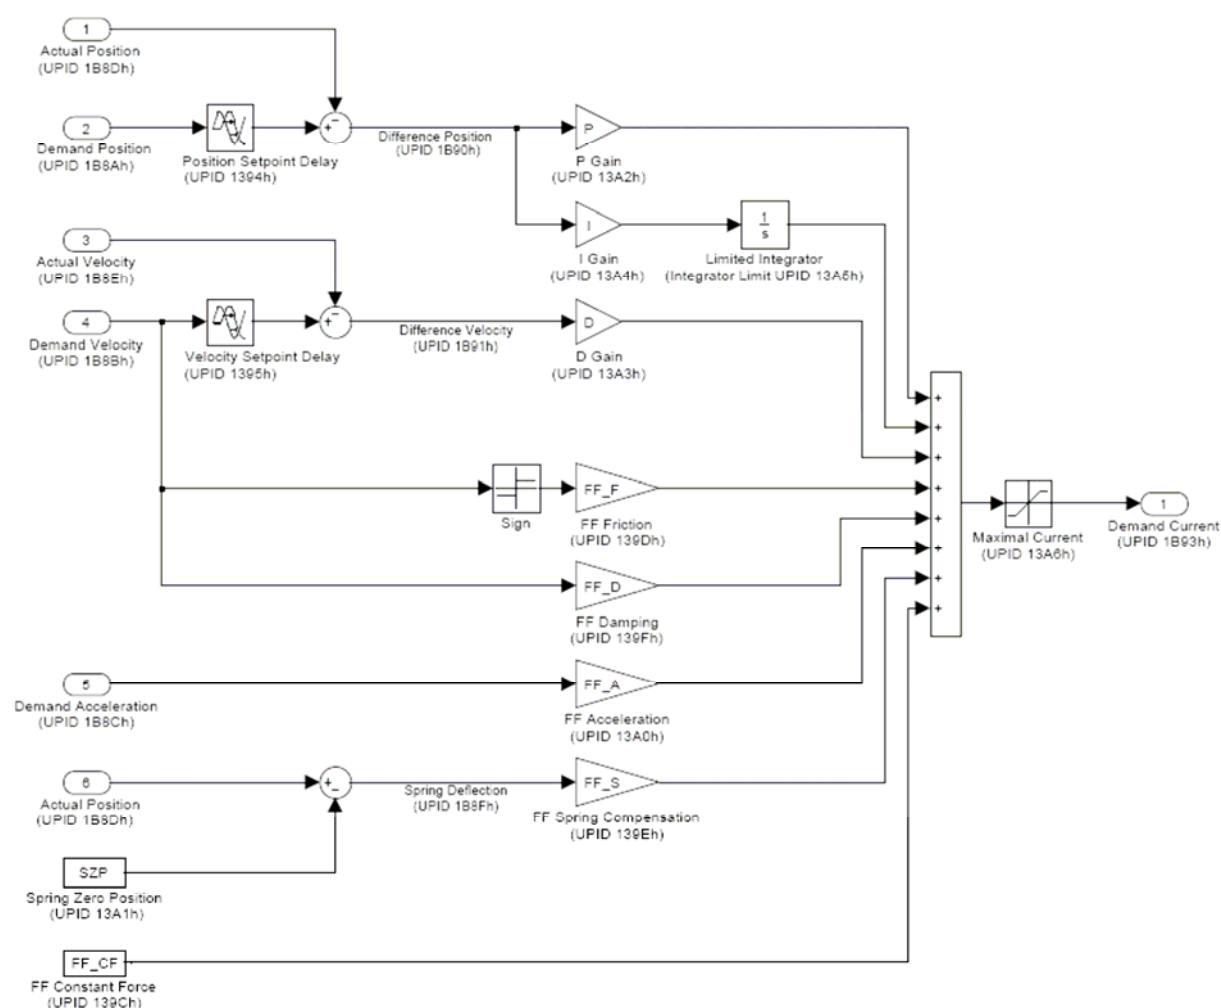 1
Actual Position
(UPID 1B8Dh)
2
Demand Position
(UPID 1B8Ah)
Position Setpoint Delay
(UPID 1394h)
+
−
Difference Position
(UPID 1B90h)
P
P Gain
(UPID 13A2h)
I
I Gain
(UPID 13A4h)
1
s
Limited Integrator
(Integrator Limit UPID 13A5h)
3
Actual Velocity
(UPID 1B8Eh)
4
Demand Velocity
(UPID 1B8Bh)
Velocity Setpoint Delay
(UPID 1395h)
+
−
Difference Velocity
(UPID 1B91h)
D
D Gain
(UPID 13A3h)
+
+
+
+
+
+
+
+
Sign
FF_F
FF Friction
(UPID 139Dh)
Maximal Current
(UPID 13A6h)
1
Demand Current
(UPID 1B93h)
FF_D
FF Damping
(UPID 139Fh)
5
Demand Acceleration
(UPID 1B8Ch)
FF_A
FF Acceleration
(UPID 13A0h)
6
Actual Position
(UPID 1B8Dh)
+
−
Spring Deflection
(UPID 1B8Fh)
FF_S
FF Spring Compensation
(UPID 139Eh)
SZP
Spring Zero Position
(UPID 13A1h)
FF_CF
FF Constant Force
(UPID 139Ch)